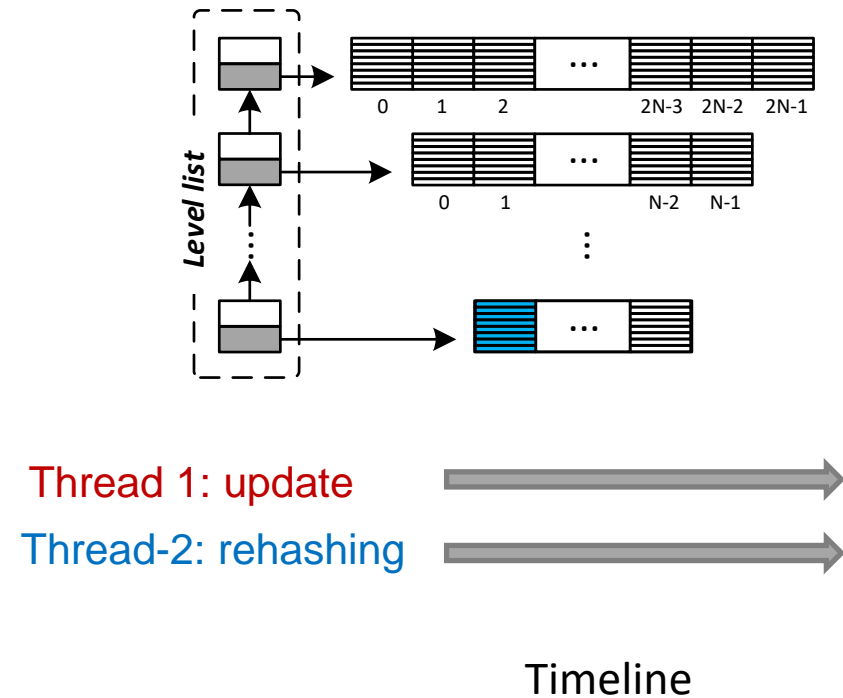 Level list
...
0 1 2 2N-3 2N-2 2N-1
...
0 1 N-2 N-1
...
Thread 1: update
Thread-2: rehashing
Timeline